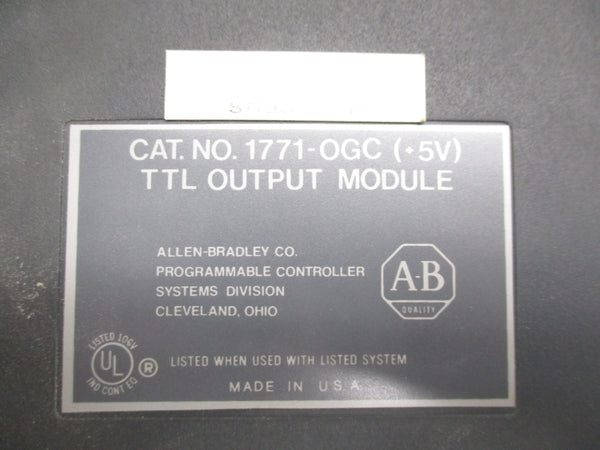 CAT. NO. 1771-OGC (+5V)
TTL OUTPUT MODULE
ALLEN-BRADLEY CO.
PROGRAMMABLE CONTROLLER
SYSTEMS DIVISION
CLEVELAND, OHIO
A-B
QUALITY
LISTED 10GV
UL ®
IND CONT EQ
LISTED WHEN USED WITH LISTED SYSTEM
MADE IN U.S.A.